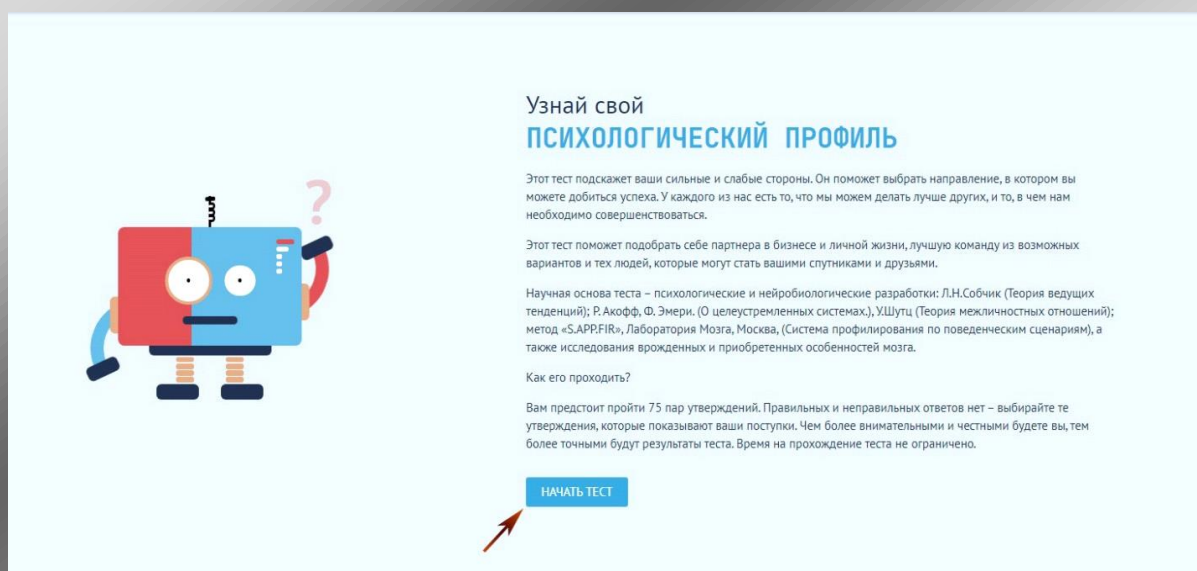 Узнай свой
ПСИХОЛОГИЧЕСКИЙ ПРОФИЛЬ
Этот тест подскажет ваши сильные и слабые стороны. Он поможет выбрать направление, в котором вы
можете добиться успеха. У каждого из нас есть то, что мы можем делать лучше других, и то, в чем нам
необходимо совершенствоваться.
Этот тест поможет подобрать себе партнера в бизнесе и личной жизни, лучшую команду из возможных
вариантов и тех людей, которые могут стать вашими спутниками и друзьями.
Научная основа теста – психологические и нейробиологические разработки: Л.Н.Собчик (Теория ведущих
тенденций); Р. Акофф, Ф. Эмери. (О целеустремленных системах.), У.Шутц (Теория межличностных отношений);
метод «S.APP.FIR», Лаборатория Мозга, Москва, (Система профилирования по поведенческим сценариям), а
также исследования врожденных и приобретенных особенностей мозга.
Как его проходить?
Вам предстоит пройти 75 пар утверждений. Правильных и неправильных ответов нет – выбирайте те
утверждения, которые показывают ваши поступки. Чем более внимательными и честными будете вы, тем
более точными будут результаты теста. Время на прохождение теста не ограничено.
НАЧАТЬ ТЕСТ
?